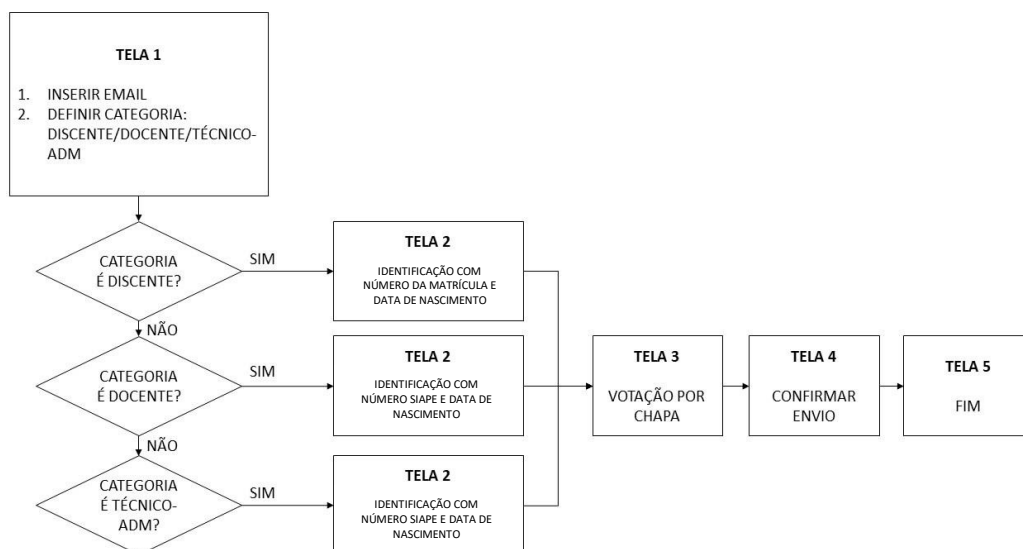 TELA 1
1. INSERIR EMAIL
2. DEFINIR CATEGORIA:
DISCENTE/DOCENTE/TÉCNICO-
ADM
CATEGORIA
É DISCENTE?
SIM
TELA 2
IDENTIFICAÇÃO COM
NÚMERO DA MATRÍCULA E
DATA DE NASCIMENTO
NÃO
CATEGORIA
É DOCENTE?
SIM
TELA 2
IDENTIFICAÇÃO COM
NÚMERO SIAPE E DATA DE
NASCIMENTO
NÃO
CATEGORIA
É TÉCNICO-
ADM?
SIM
TELA 2
IDENTIFICAÇÃO COM
NÚMERO SIAPE E DATA DE
NASCIMENTO
TELA 3
VOTAÇÃO POR
CHAPA
TELA 4
CONFIRMAR
ENVIO
TELA 5
FIM